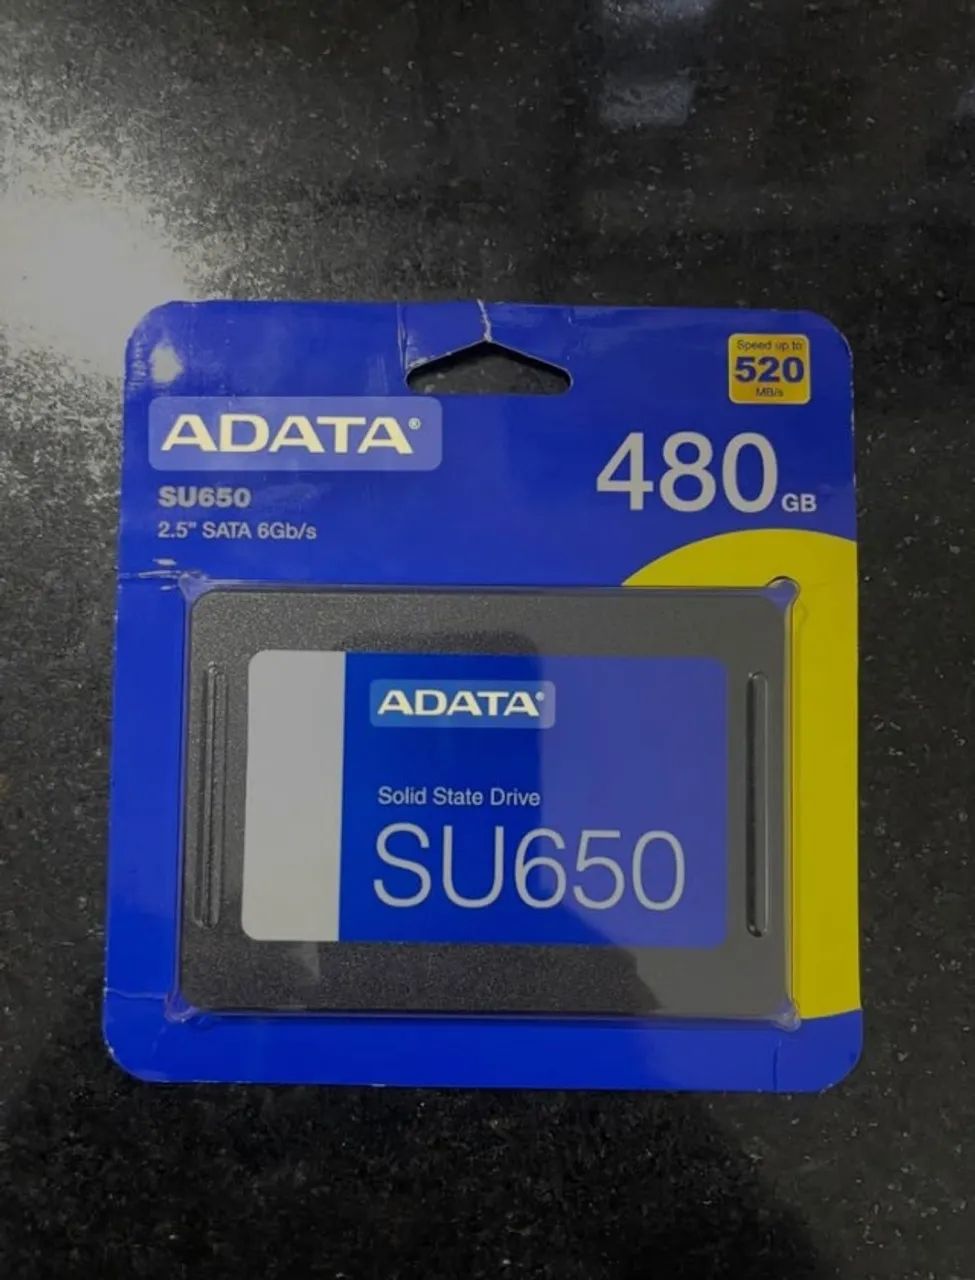 Speed up to
520
MB/s
ADATA®
480GB
SU650
2.5" SATA 6Gb/s
ADATA®
Solid State Drive
SU650